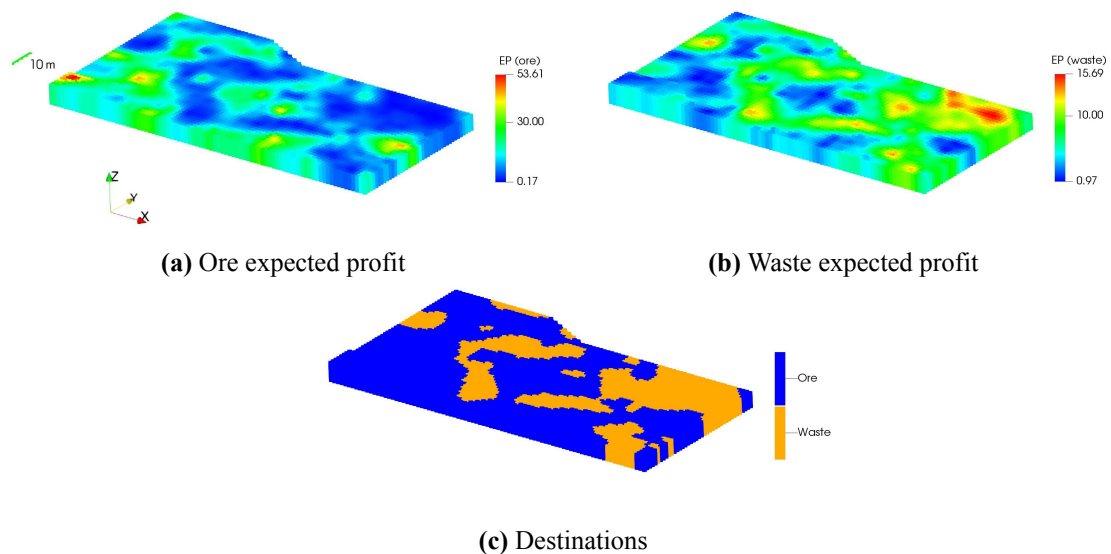 10 m
EP (ore)
53.61
30.00
0.17
Z
Y
X
EP (waste)
15.69
10.00
0.97
(a) Ore expected profit
(b) Waste expected profit
Ore
Waste
(c) Destinations